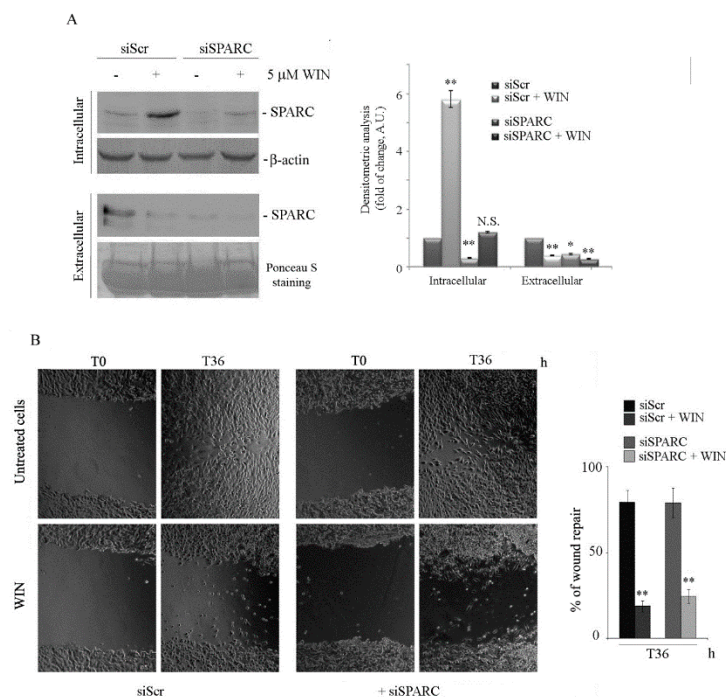 A
siScr siSPARC
- + - + 5 µM WIN
Intracellular
- SPARC
-β-actin
Extracellular
- SPARC
Ponceau S
staining
Densitometric analysis
(fold of change, A.U.)
6
4
2
0
**
**
N.S.
**
*
**
Intracellular Extracellular
siScr
siScr + WIN
siSPARC
siSPARC + WIN
B
T0 T36 T0 T36 h
Untreated cells
WIN
siScr + siSPARC
siScr
siScr + WIN
siSPARC
siSPARC + WIN
% of wound repair
100
50
0
**
**
T36 h